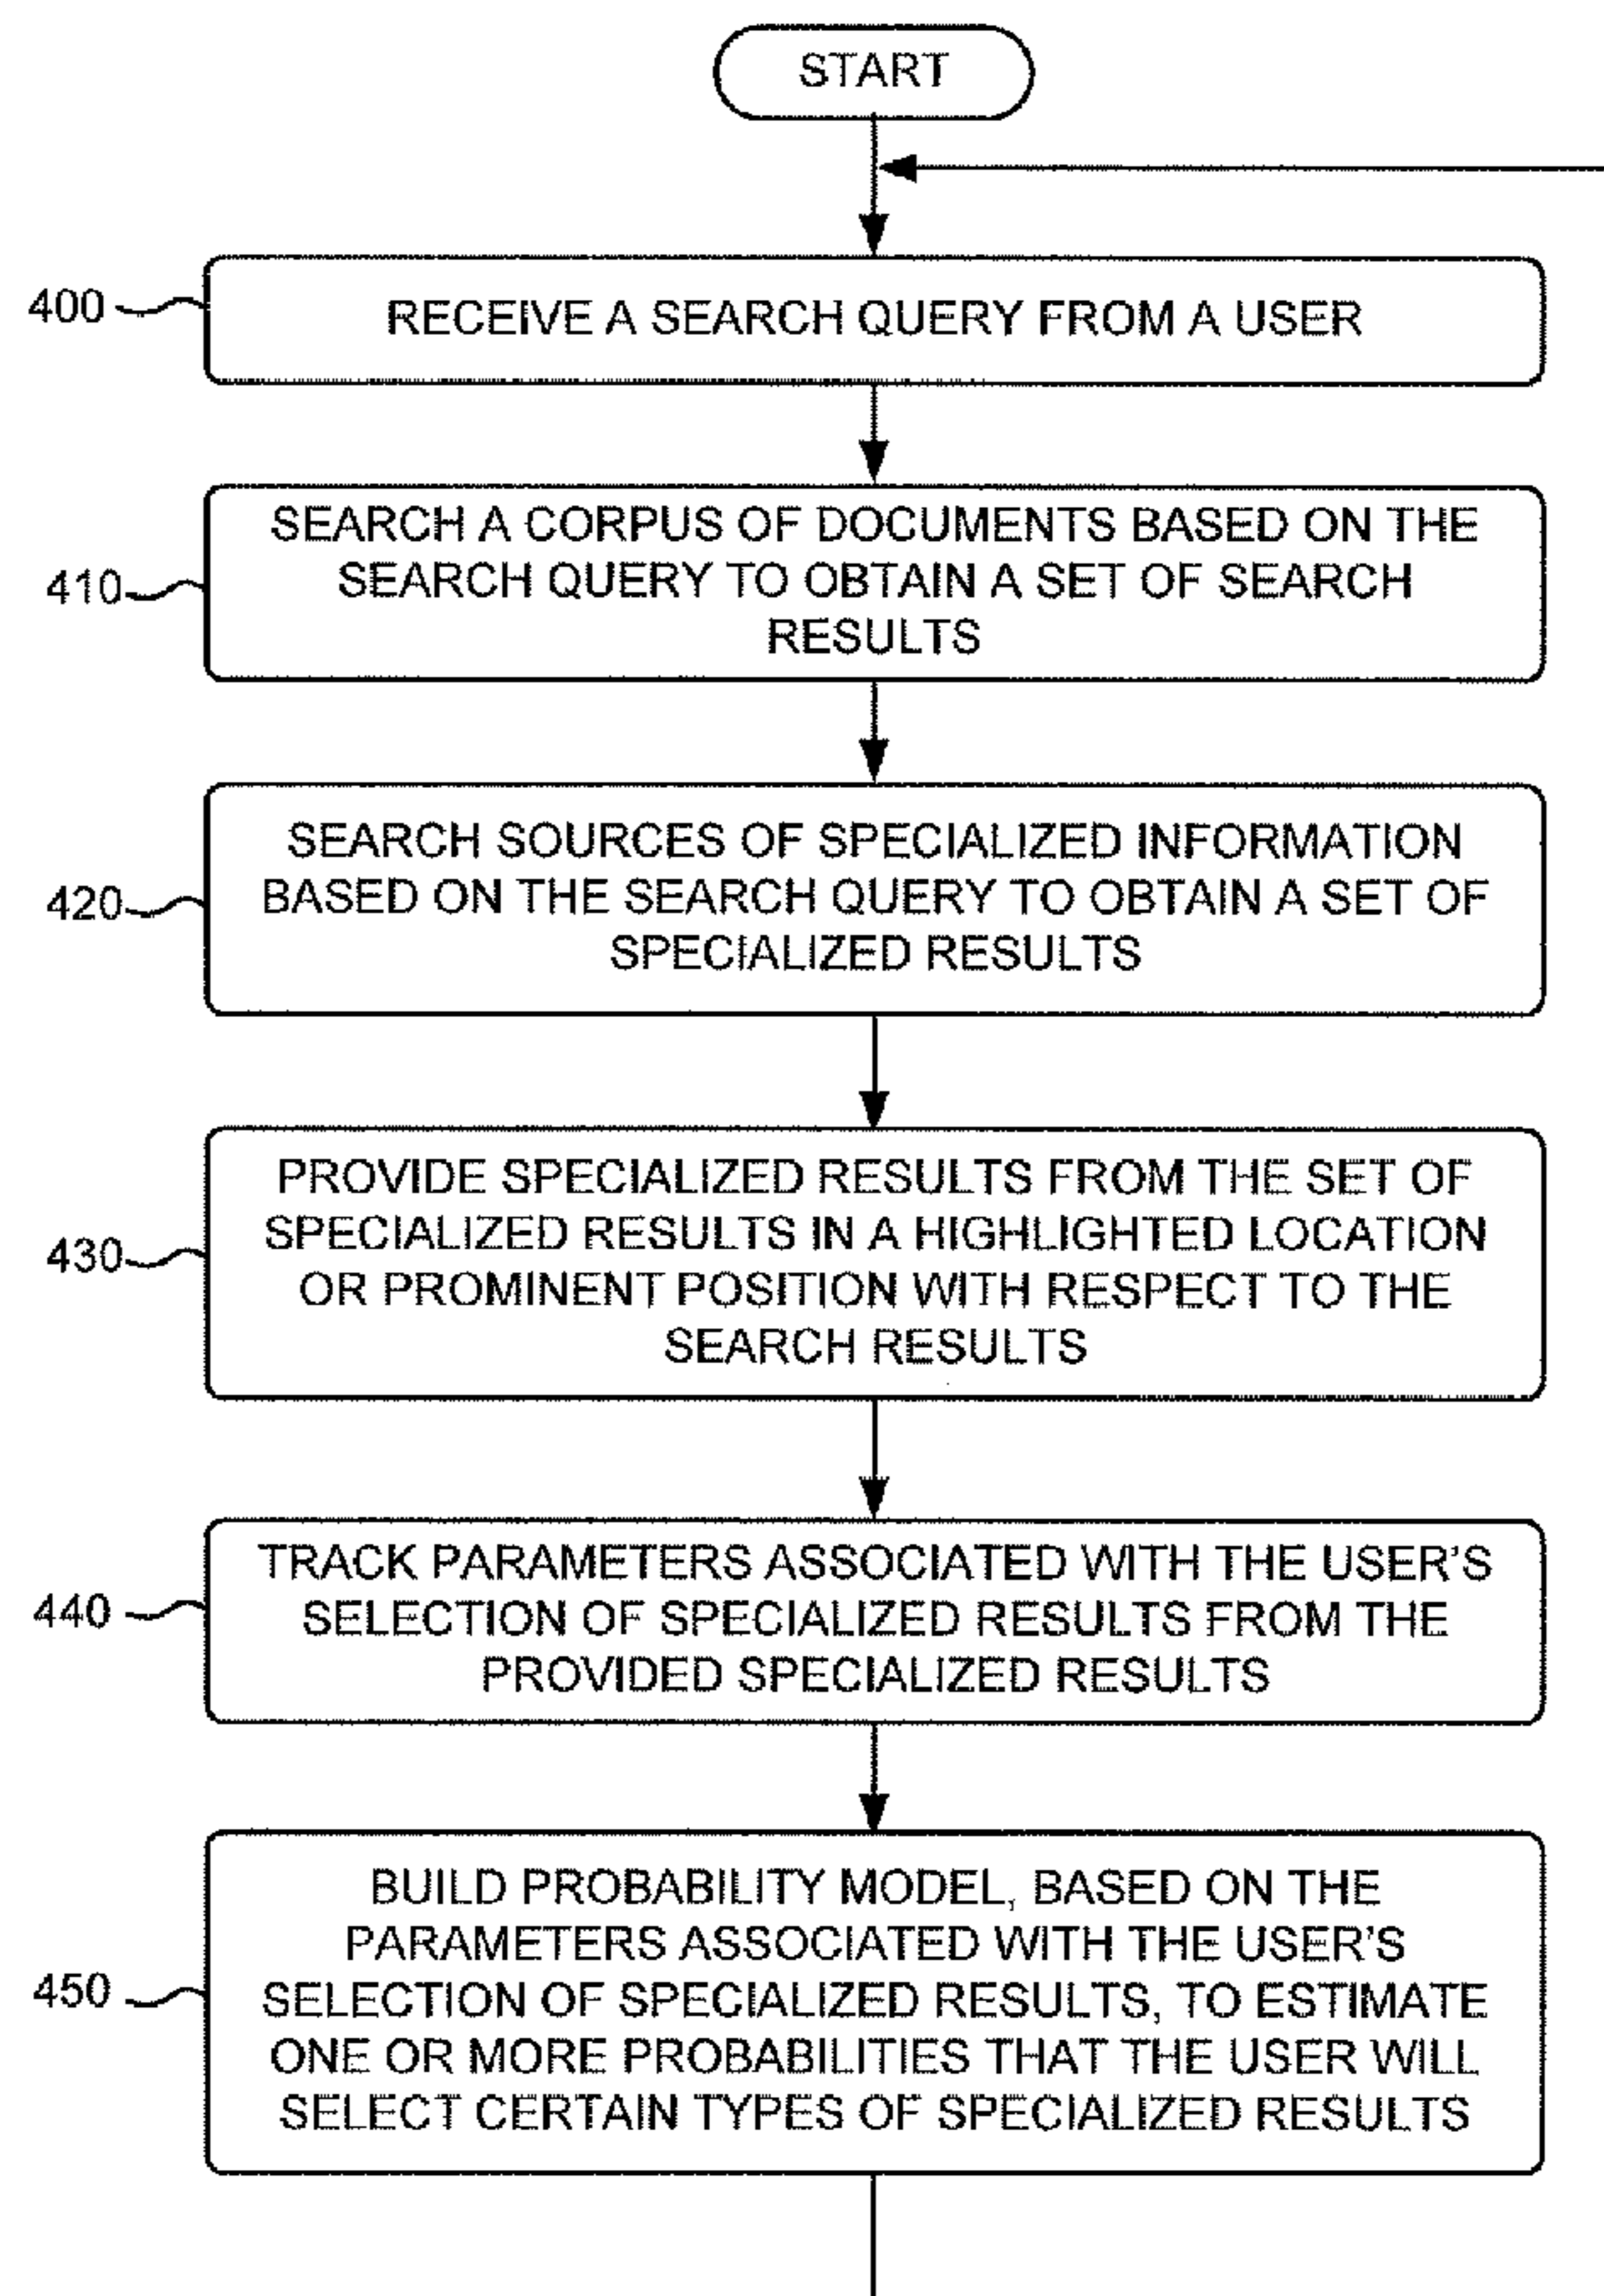 START
400
RECEIVE A SEARCH QUERY FROM A USER
410
SEARCH A CORPUS OF DOCUMENTS BASED ON THE
SEARCH QUERY TO OBTAIN A SET OF SEARCH
RESULTS
420
SEARCH SOURCES OF SPECIALIZED INFORMATION
BASED ON THE SEARCH QUERY TO OBTAIN A SET OF
SPECIALIZED RESULTS
430
PROVIDE SPECIALIZED RESULTS FROM THE SET OF
SPECIALIZED RESULTS IN A HIGHLIGHTED LOCATION
OR PROMINENT POSITION WITH RESPECT TO THE
SEARCH RESULTS
440
TRACK PARAMETERS ASSOCIATED WITH THE USER'S
SELECTION OF SPECIALIZED RESULTS FROM THE
PROVIDED SPECIALIZED RESULTS
450
BUILD PROBABILITY MODEL, BASED ON THE
PARAMETERS ASSOCIATED WITH THE USER'S
SELECTION OF SPECIALIZED RESULTS, TO ESTIMATE
ONE OR MORE PROBABILITIES THAT THE USER WILL
SELECT CERTAIN TYPES OF SPECIALIZED RESULTS